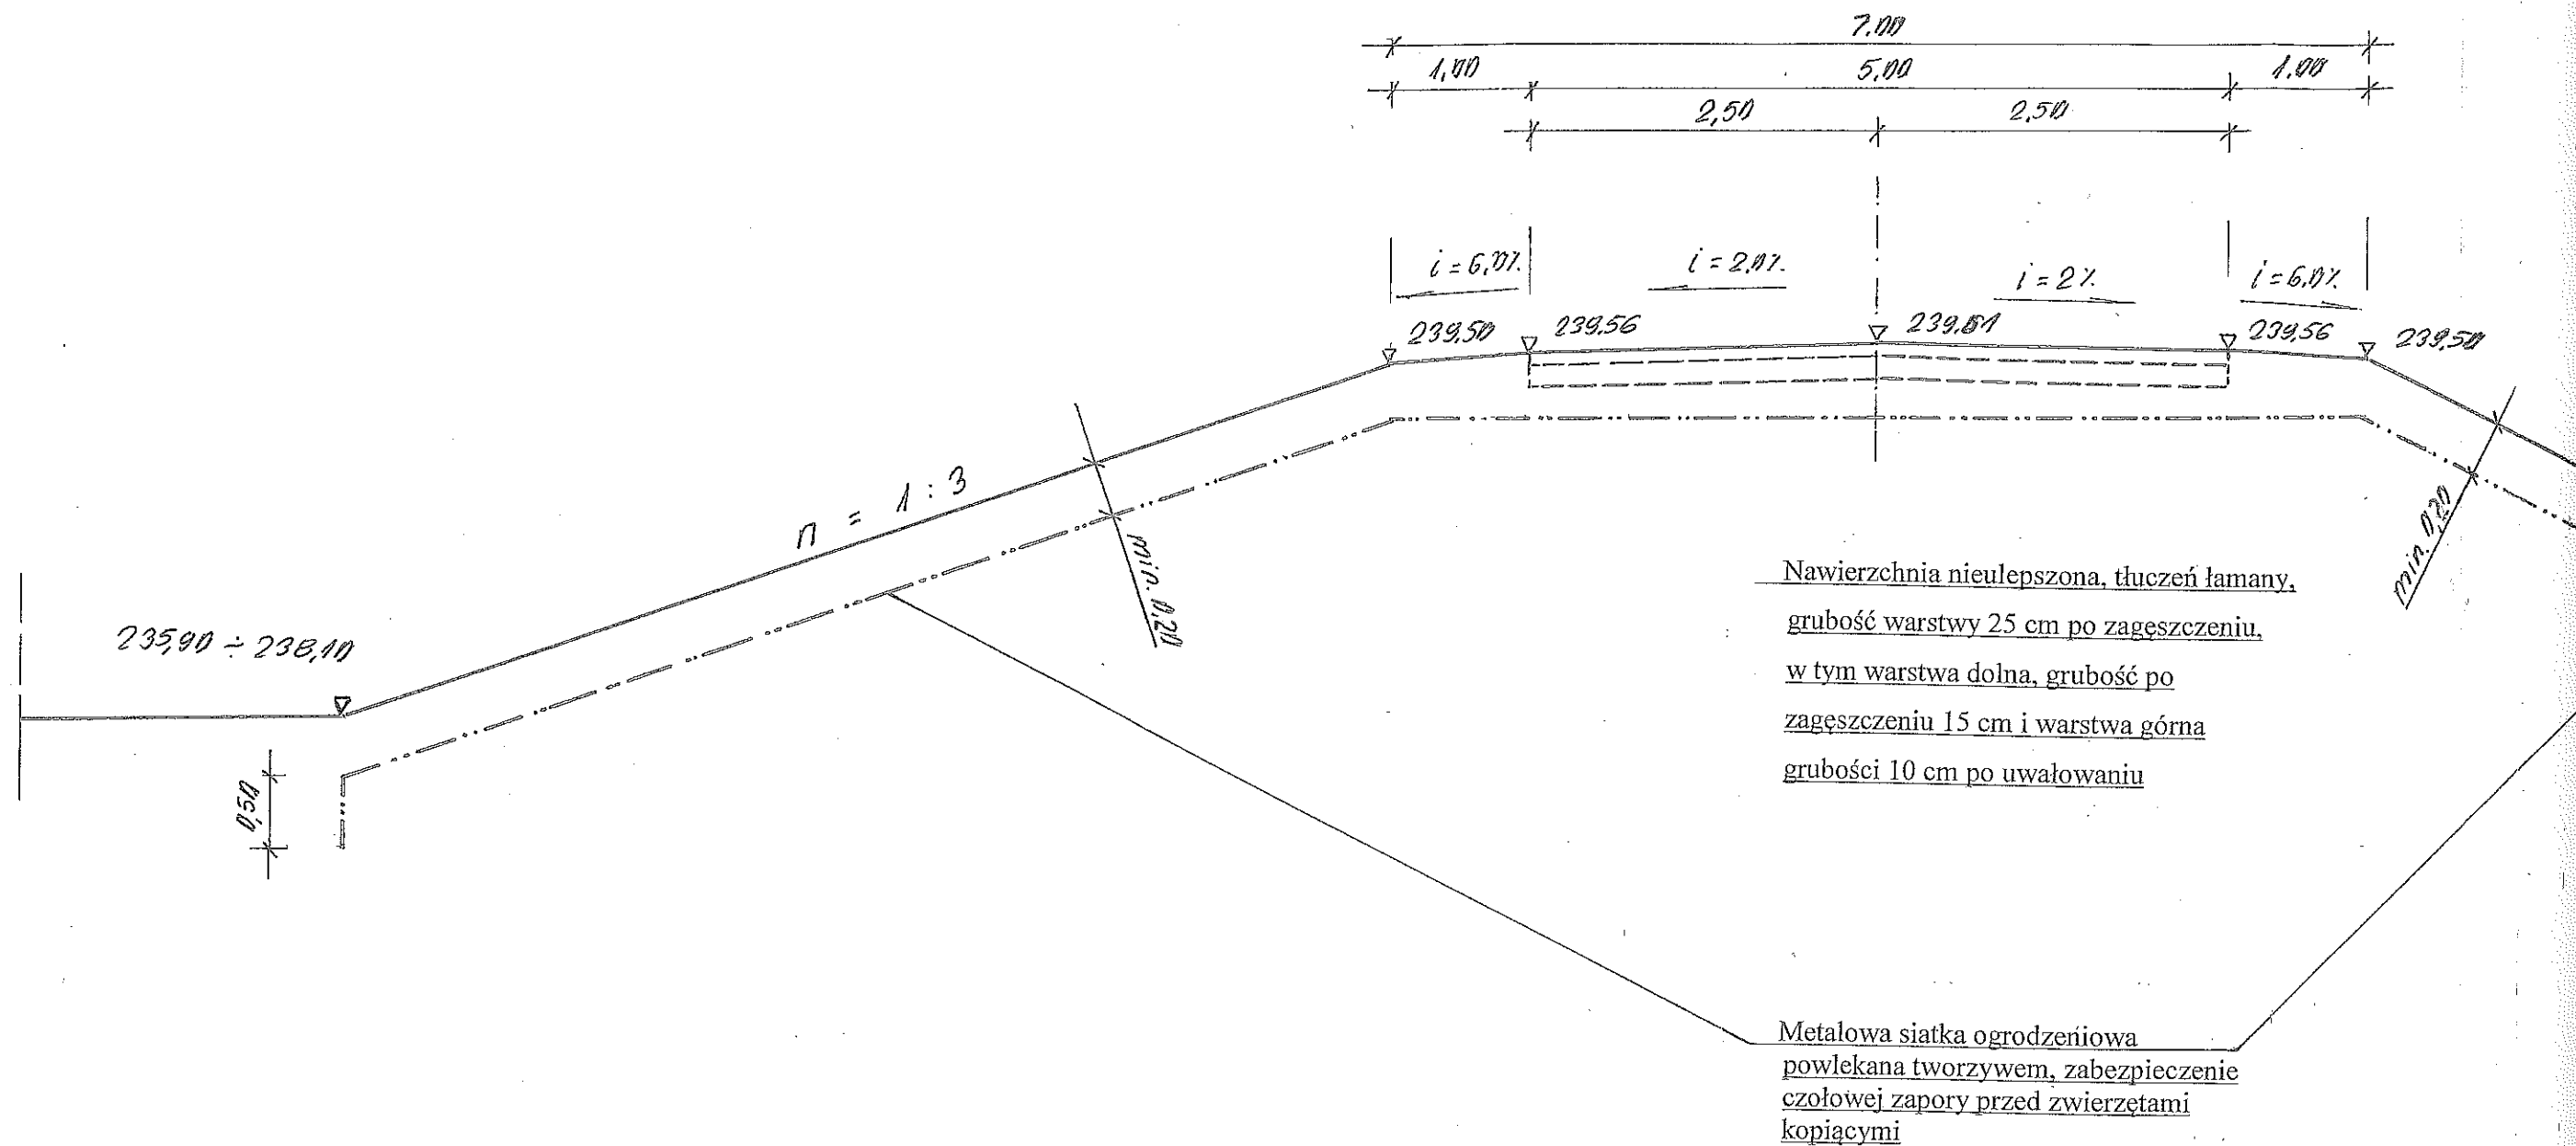 7.00
1,00 5,00 1.00
2,50 2,50
i = 6,0%. i = 2,0%. i = 2%. i = 6,0%.
239,50 239,56 239,61 239,56 239,50
n = 1 : 3
min. 0,20
min. 0,20
235,90 ÷ 238,10
0,50
Nawierzchnia nieulepszona, tłuczeń łamany,
grubość warstwy 25 cm po zagęszczeniu,
w tym warstwa dolna, grubość po
zagęszczeniu 15 cm i warstwa górna
grubości 10 cm po uwałowaniu
Metalowa siatka ogrodzeniowa
powlekana tworzywem, zabezpieczenie
czołowej zapory przed zwierzętami
kopiącymi